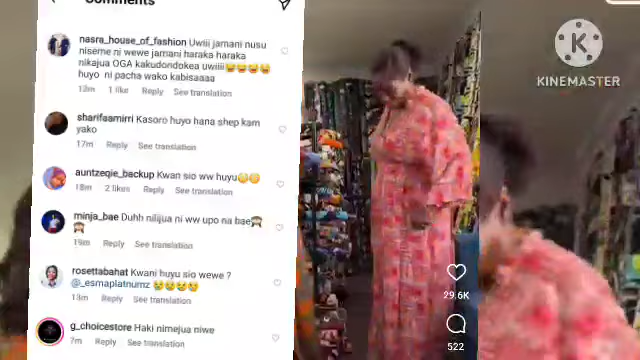 Comments
nasra_house_of_fashion Uwiii jamani nusu
niseme ni wewe jamani haraka haraka
nikajua OGA kakudondokea uwiiii😂😂😂😂
huyo ni pacha wako kabisaaaa
13m 1 like Reply See translation
sharifaamirri Kasoro huyo hana shep kam
yako
17m Reply See translation
auntzeqie_backup Kwan sio ww huyu😳😳
18m 2 likes Reply See translation
minja_bae Duhh nilijua ni ww upo na bae🙈
🙈
19m Reply See translation
rosettabahat Kwani huyu sio wewe ?
@_esmaplatnumz 😢😢😢😢
13m Reply See translation
g_choicestore Haki nimejua niwe
7m Reply See translation
29.6K
522
K
KINEMASTER